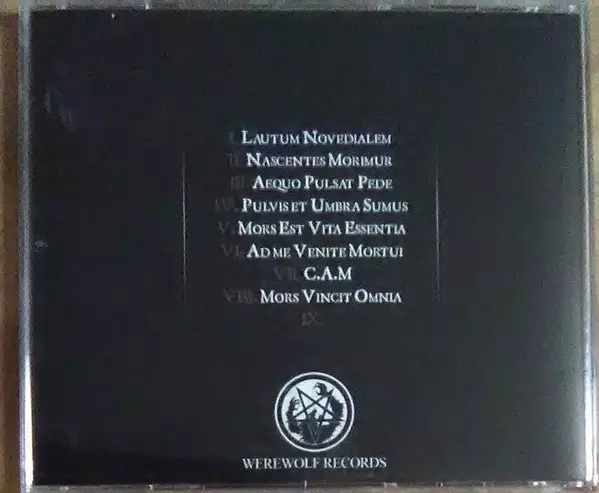 I. LAUTUM NOVEDIALEM
II. NASCENTES MORIMUR
III. AEQUO PULSAT PEDE
IV. PULVIS ET UMBRA SUMUS
V. MORS EST VITA ESSENTIA
VI. AD ME VENITE MORTUI
VII. C.A.M
VIII. MORS VINCIT OMNIA
IX.
WEREWOLF RECORDS